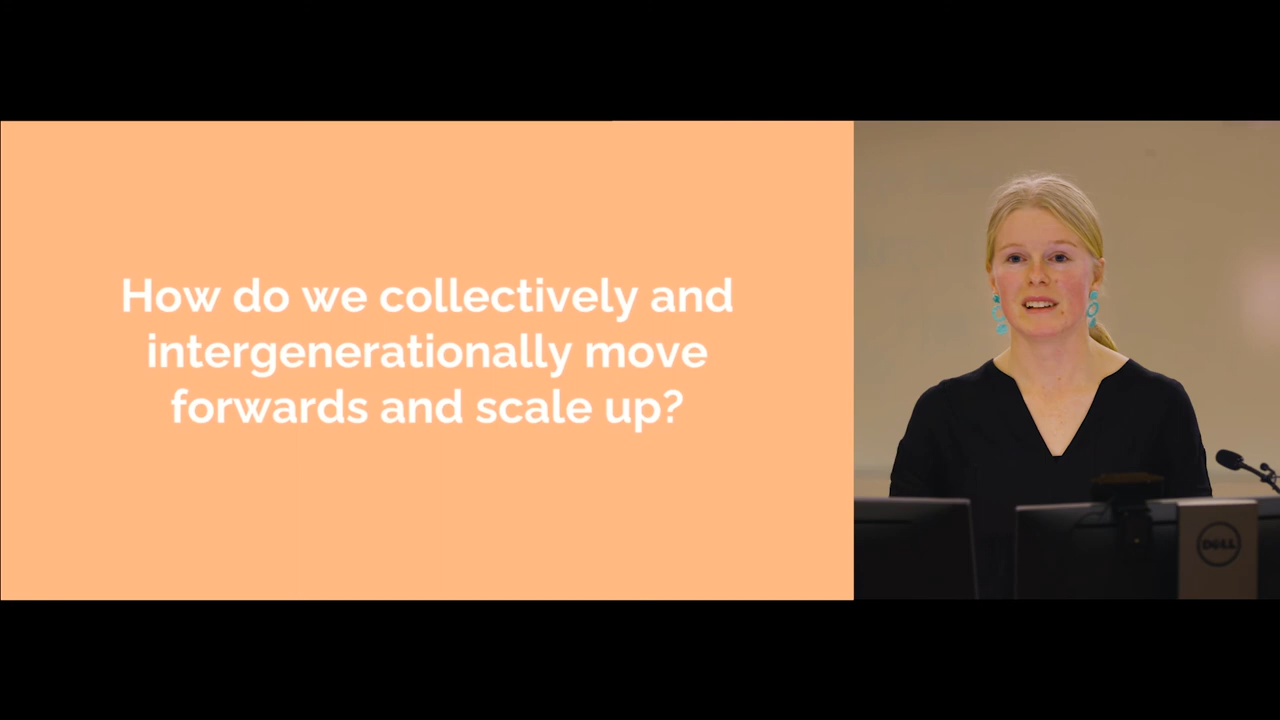 How do we collectively and
intergenerationally move
forwards and scale up?
DELL